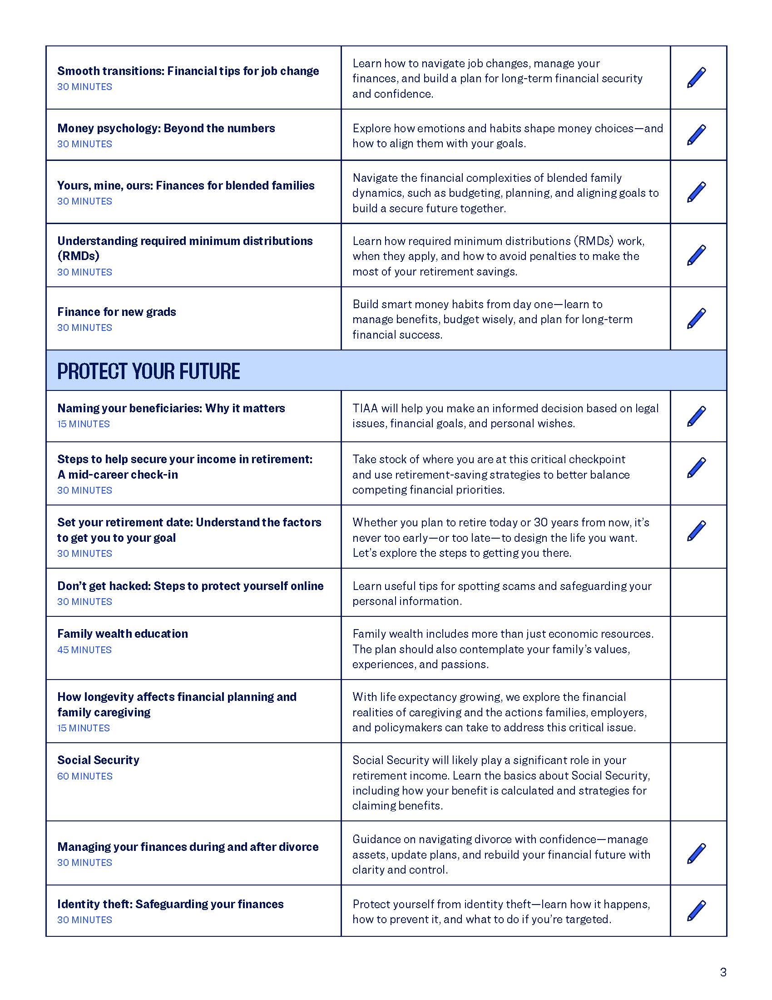 Smooth transitions: Financial tips for job change
30 MINUTES
Learn how to navigate job changes, manage your
finances, and build a plan for long-term financial security
and confidence.
Money psychology: Beyond the numbers
30 MINUTES
Explore how emotions and habits shape money choices—and
how to align them with your goals.
Yours, mine, ours: Finances for blended families
30 MINUTES
Navigate the financial complexities of blended family
dynamics, such as budgeting, planning, and aligning goals to
build a secure future together.
Understanding required minimum distributions
(RMDs)
30 MINUTES
Learn how required minimum distributions (RMDs) work,
when they apply, and how to avoid penalties to make the
most of your retirement savings.
Finance for new grads
30 MINUTES
Build smart money habits from day one—learn to
manage benefits, budget wisely, and plan for long-term
financial success.
PROTECT YOUR FUTURE
Naming your beneficiaries: Why it matters
15 MINUTES
TIAA will help you make an informed decision based on legal
issues, financial goals, and personal wishes.
Steps to help secure your income in retirement:
A mid-career check-in
30 MINUTES
Take stock of where you are at this critical checkpoint
and use retirement-saving strategies to better balance
competing financial priorities.
Set your retirement date: Understand the factors
to get you to your goal
30 MINUTES
Whether you plan to retire today or 30 years from now, it’s
never too early—or too late—to design the life you want.
Let’s explore the steps to getting you there.
Don’t get hacked: Steps to protect yourself online
30 MINUTES
Learn useful tips for spotting scams and safeguarding your
personal information.
Family wealth education
45 MINUTES
Family wealth includes more than just economic resources.
The plan should also contemplate your family’s values,
experiences, and passions.
How longevity affects financial planning and
family caregiving
15 MINUTES
With life expectancy growing, we explore the financial
realities of caregiving and the actions families, employers,
and policymakers can take to address this critical issue.
Social Security
60 MINUTES
Social Security will likely play a significant role in your
retirement income. Learn the basics about Social Security,
including how your benefit is calculated and strategies for
claiming benefits.
Managing your finances during and after divorce
30 MINUTES
Guidance on navigating divorce with confidence—manage
assets, update plans, and rebuild your financial future with
clarity and control.
Identity theft: Safeguarding your finances
30 MINUTES
Protect yourself from identity theft—learn how it happens,
how to prevent it, and what to do if you’re targeted.
3